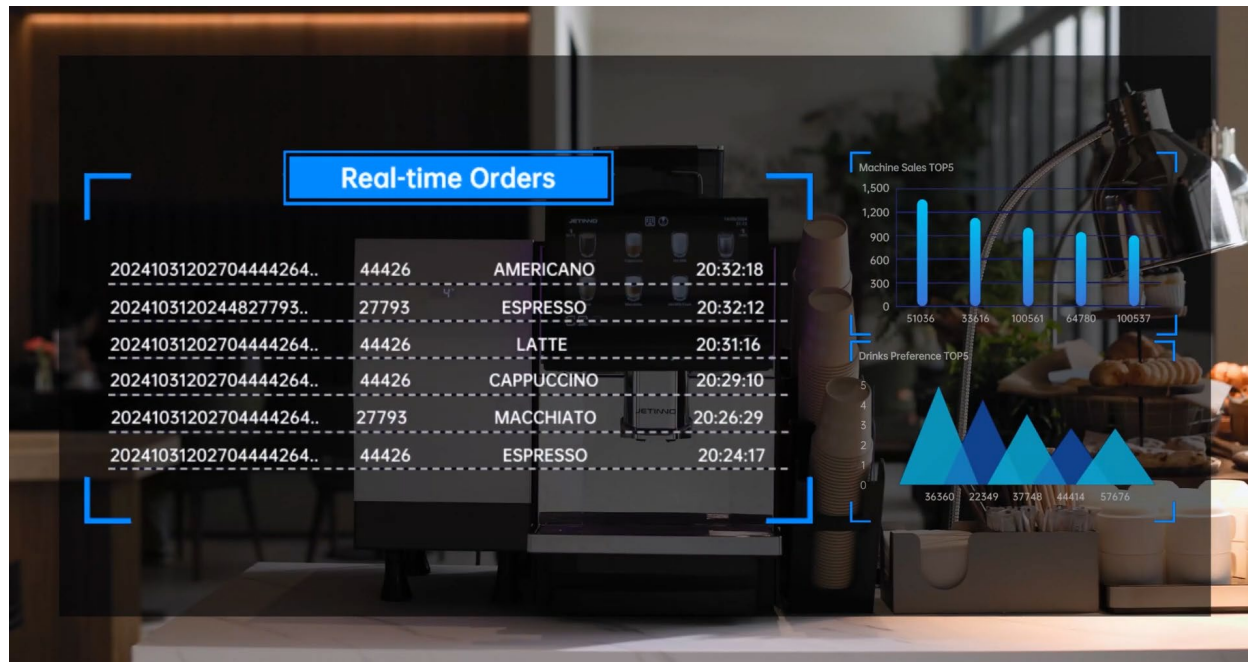 Real-time Orders
20241031202704444264.. 44426 AMERICANO 20:32:18
2024103120244827793.. 27793 ESPRESSO 20:32:12
20241031202704444264.. 44426 LATTE 20:31:16
20241031202704444264.. 44426 CAPPUCCINO 20:29:10
20241031202704444264.. 27793 MACCHIATO 20:26:29
20241031202704444264.. 44426 ESPRESSO 20:24:17
JETINNO
JETINNO
Machine Sales TOP5
1,500
1,200
900
600
300
0
51036 33616 100561 64780 100537
Drinks Preference TOP5
5
4
3
2
1
0
36360 22349 37748 44414 57676